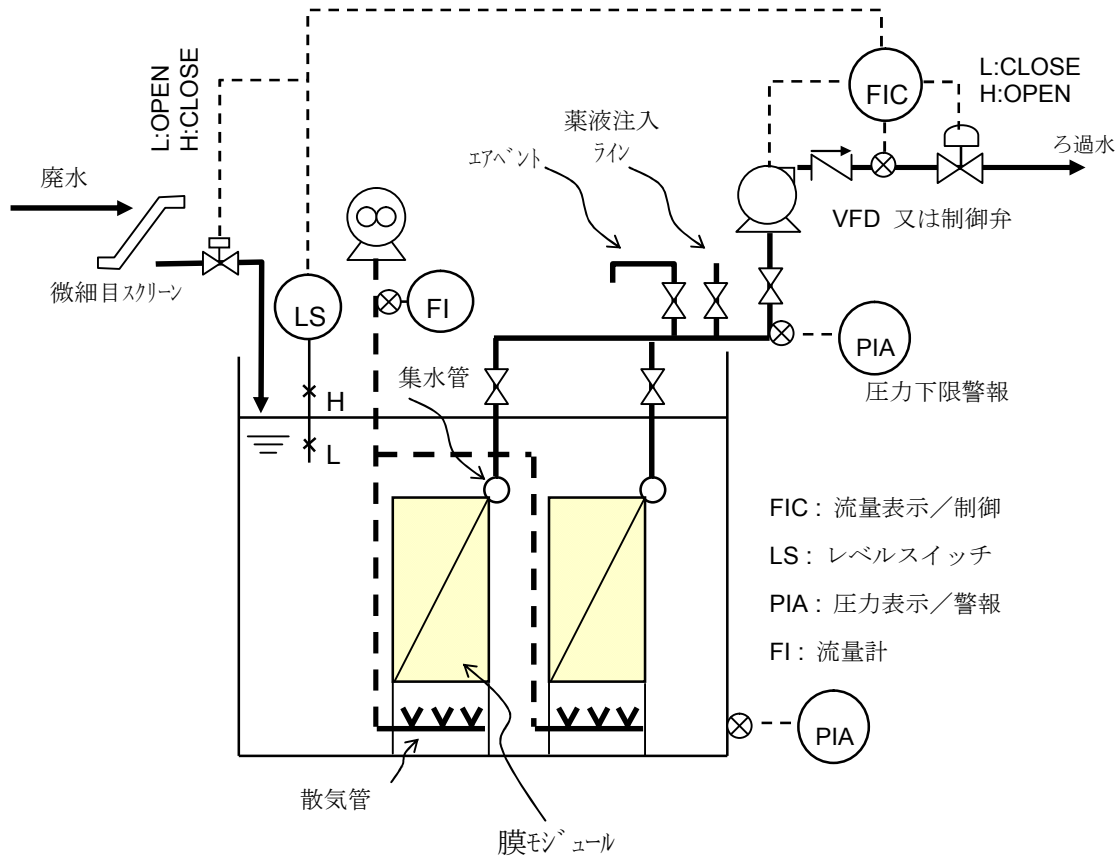 L:OPEN
H:CLOSE
FIC
L:CLOSE
H:OPEN
薬液注入
ライン
エアベント
ろ過水
廃水
VFD 又は制御弁
微細目スクリーン
LS
FI
PIA
圧力下限警報
集水管
H
L
FIC : 流量表示／制御
LS : レベルスイッチ
PIA : 圧力表示／警報
FI : 流量計
PIA
散気管
膜モジュール